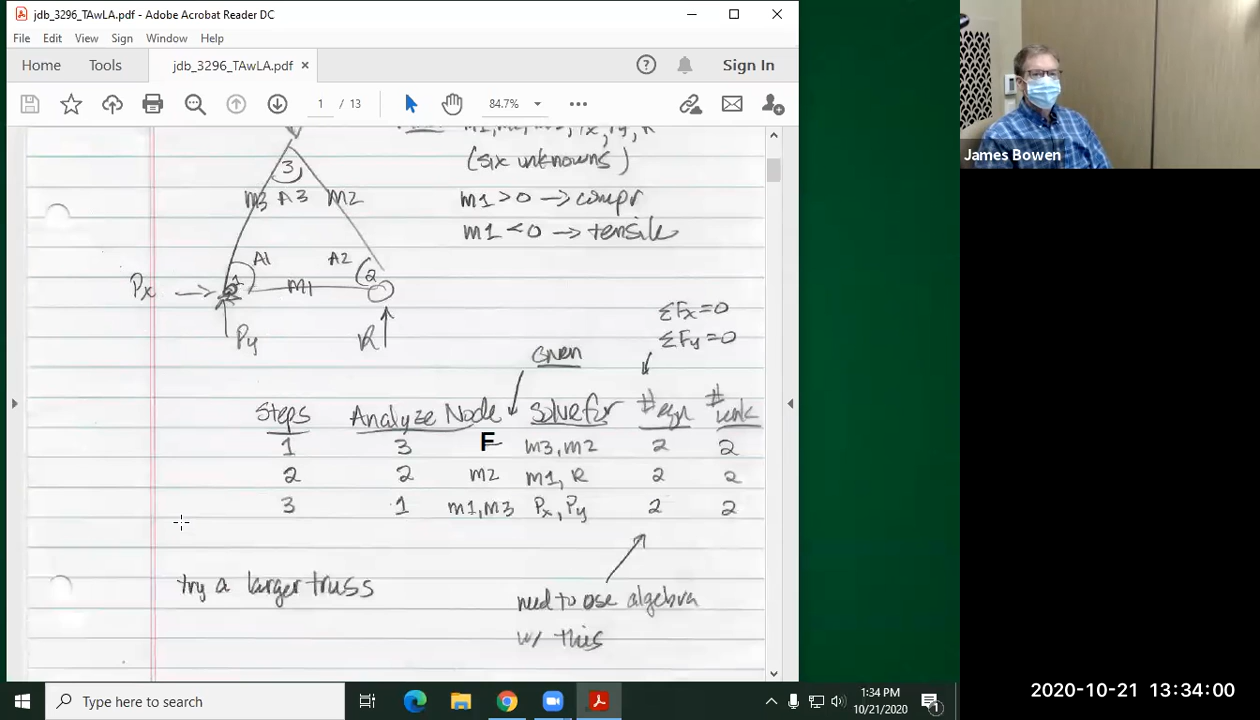 jdb_3296_TAwLA.pdf - Adobe Acrobat Reader DC
File Edit View Sign Window Help
Home Tools jdb_3296_TAwLA.pdf × Sign In
1 / 13 84.7%
(six unknowns)
m1 > 0 → compr
m1 < 0 → tensile
3
M3 A3 M2
A1 A2
Px → 1 M1 2
Py R
ΣFx=0
ΣFy=0
Given
Steps Analyze Node Solve for # eqn # unk
1 3 F m3, m2 2 2
2 2 m2 m1, R 2 2
3 1 m1, M3 Px, Py 2 2
try a larger truss
need to use algebra
w/ this
James Bowen
Type here to search
1:34 PM
10/21/2020
1
2020-10-21 13:34:00